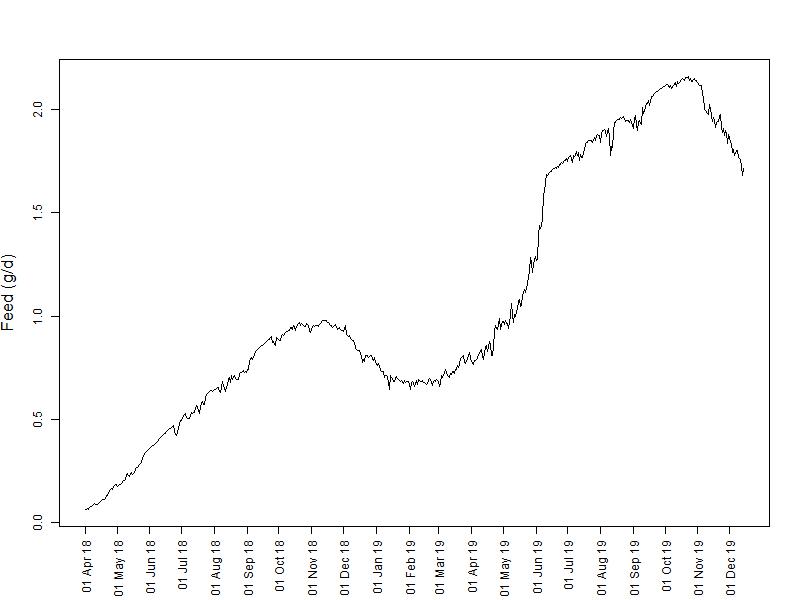 Feed (g/d)
2.0
1.5
1.0
0.5
0.0
01 Apr 18
01 May 18
01 Jun 18
01 Jul 18
01 Aug 18
01 Sep 18
01 Oct 18
01 Nov 18
01 Dec 18
01 Jan 19
01 Feb 19
01 Mar 19
01 Apr 19
01 May 19
01 Jun 19
01 Jul 19
01 Aug 19
01 Sep 19
01 Oct 19
01 Nov 19
01 Dec 19